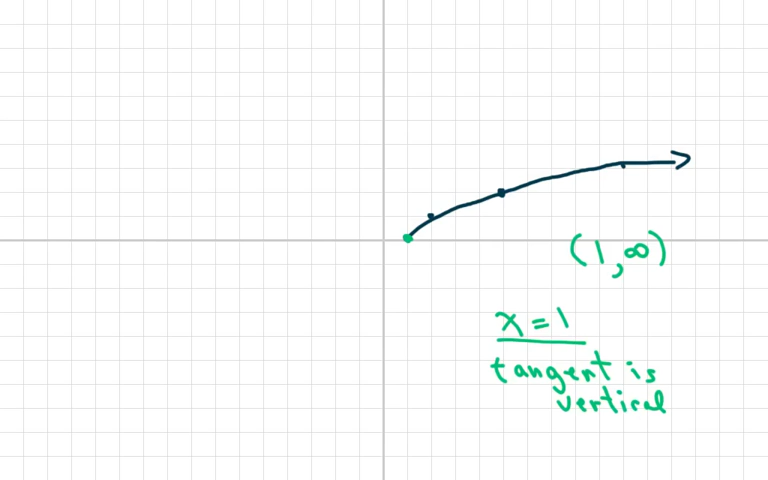 (1,∞)
x=1
tangent is
vertical